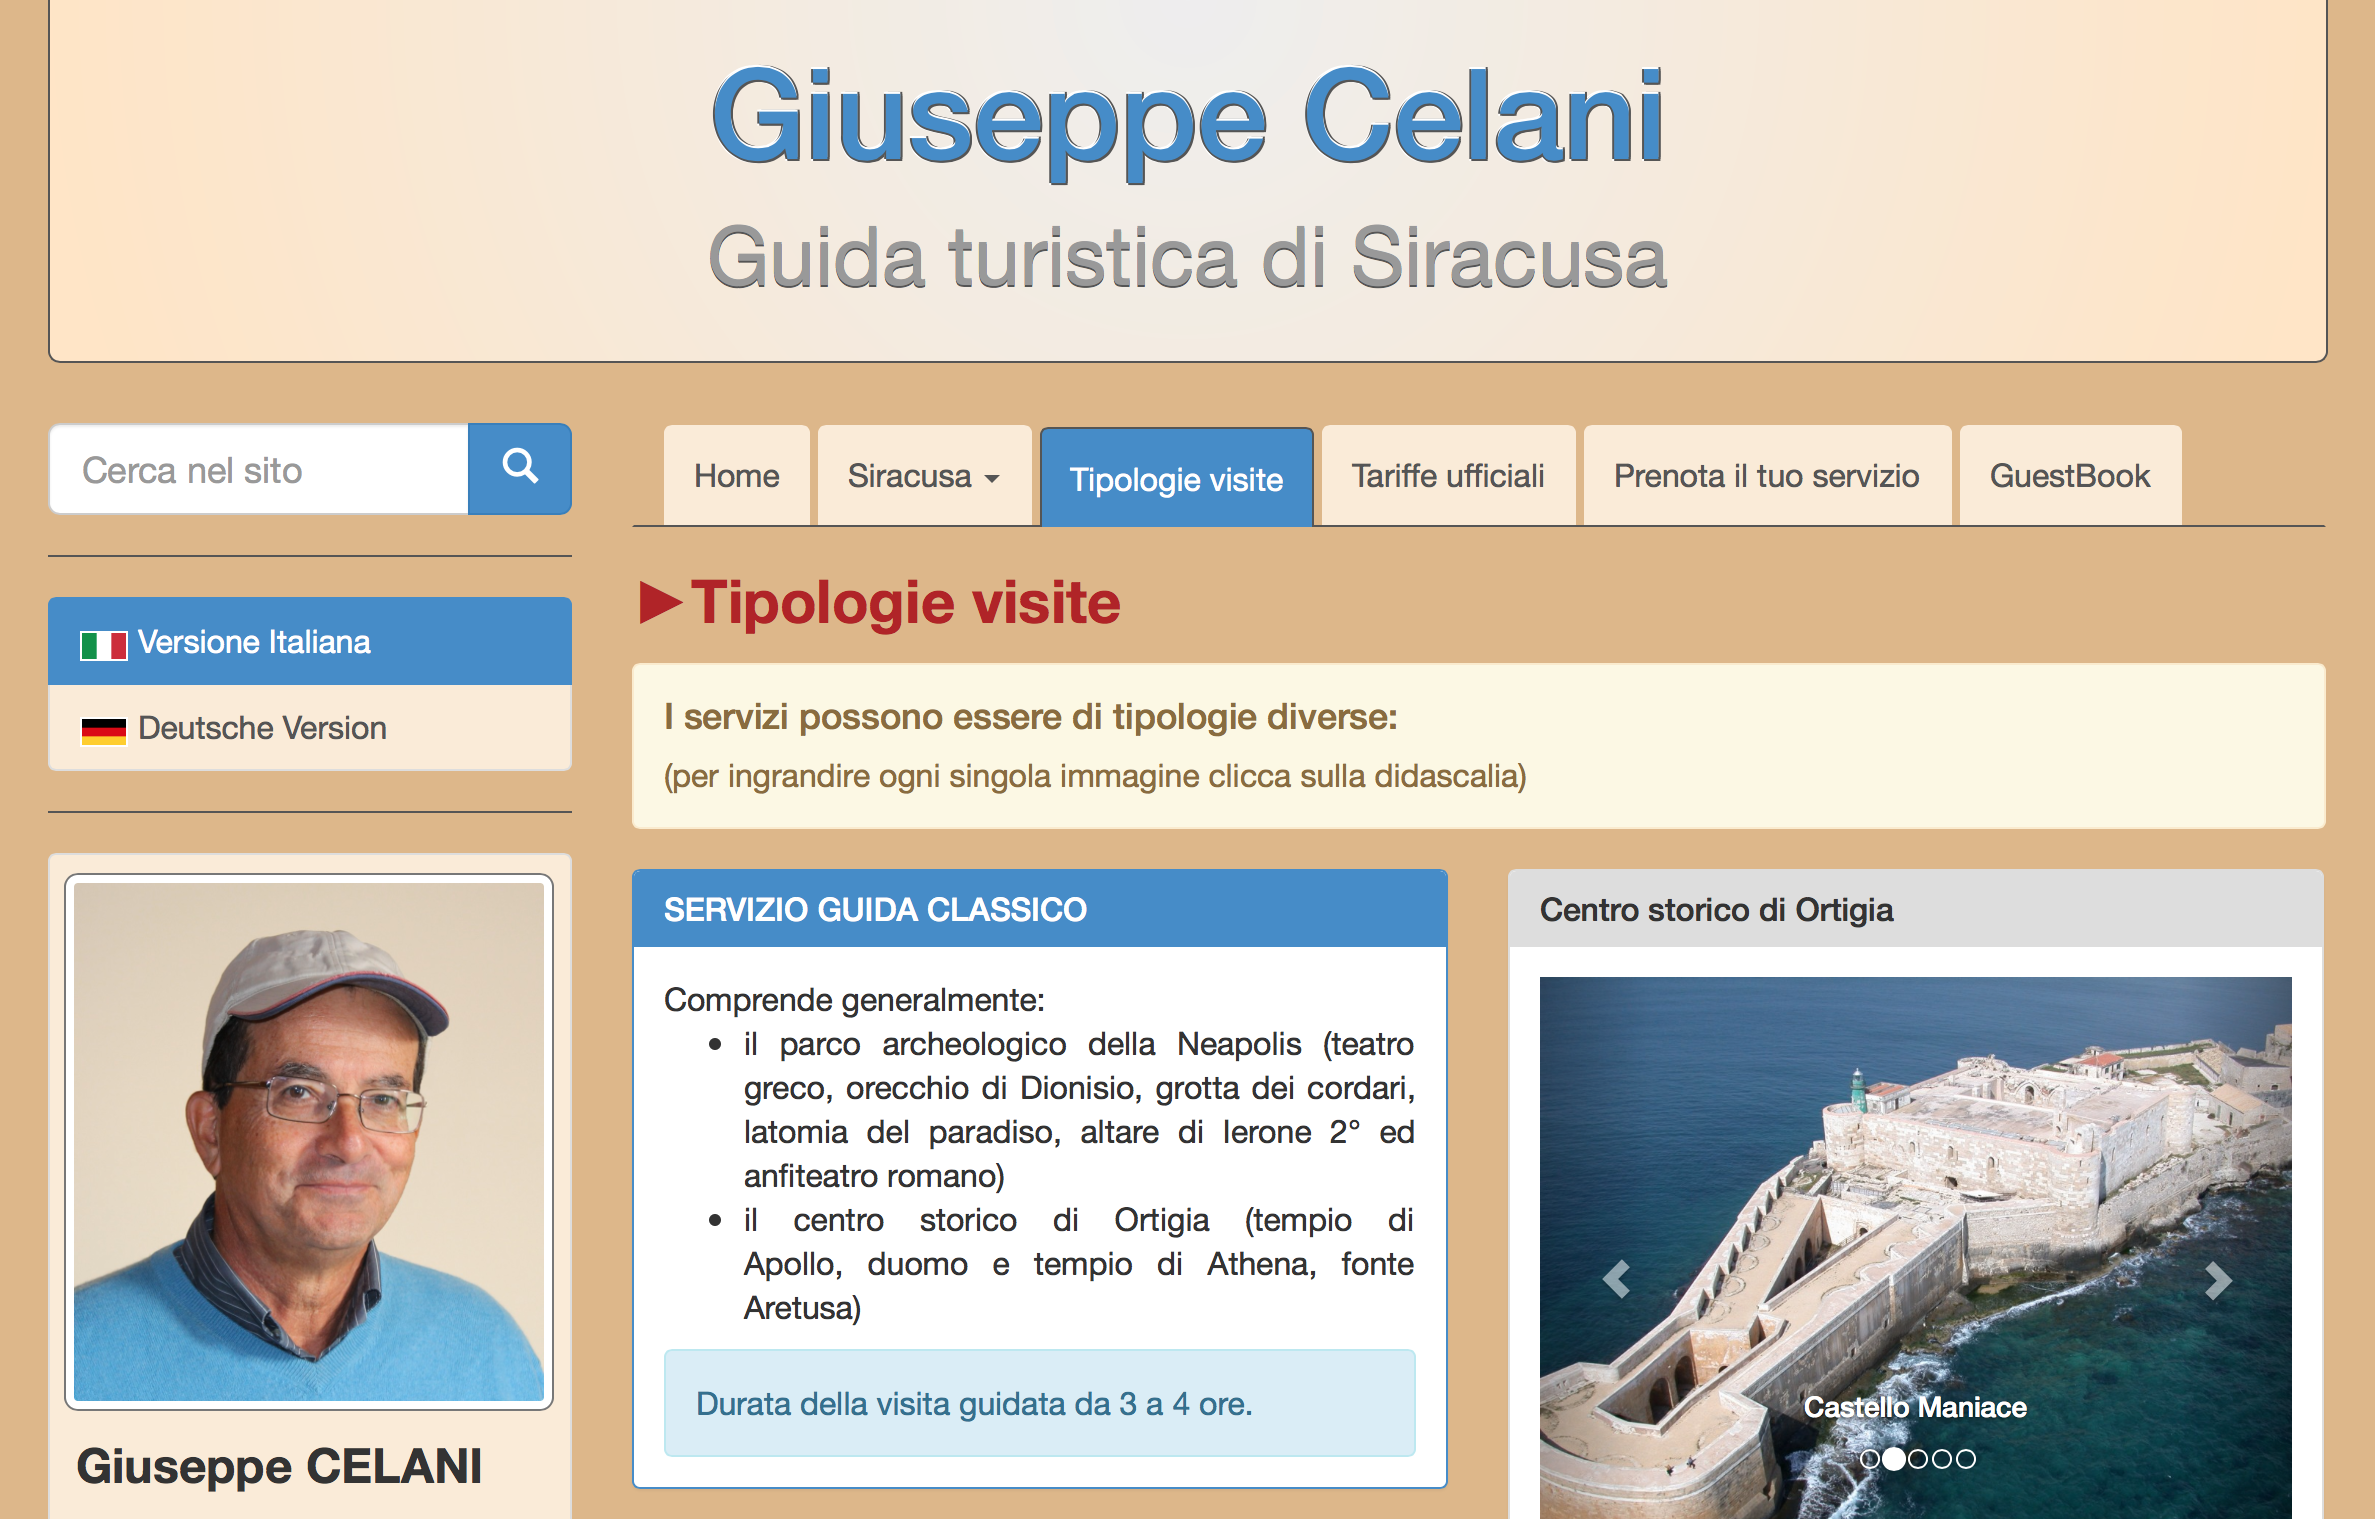 Giuseppe Celani
Guida turistica di Siracusa
Cerca nel sito
Home
Siracusa
Tipologie visite
Tariffe ufficiali
Prenota il tuo servizio
GuestBook
Versione Italiana
Deutsche Version
Giuseppe CELANI
►Tipologie visite
I servizi possono essere di tipologie diverse:
(per ingrandire ogni singola immagine clicca sulla didascalia)
SERVIZIO GUIDA CLASSICO
Comprende generalmente:
• il parco archeologico della Neapolis (teatro
greco, orecchio di Dionisio, grotta dei cordari,
latomia del paradiso, altare di Ierone 2° ed
anfiteatro romano)
• il centro storico di Ortigia (tempio di
Apollo, duomo e tempio di Athena, fonte
Aretusa)
Durata della visita guidata da 3 a 4 ore.
Centro storico di Ortigia
Castello Maniace